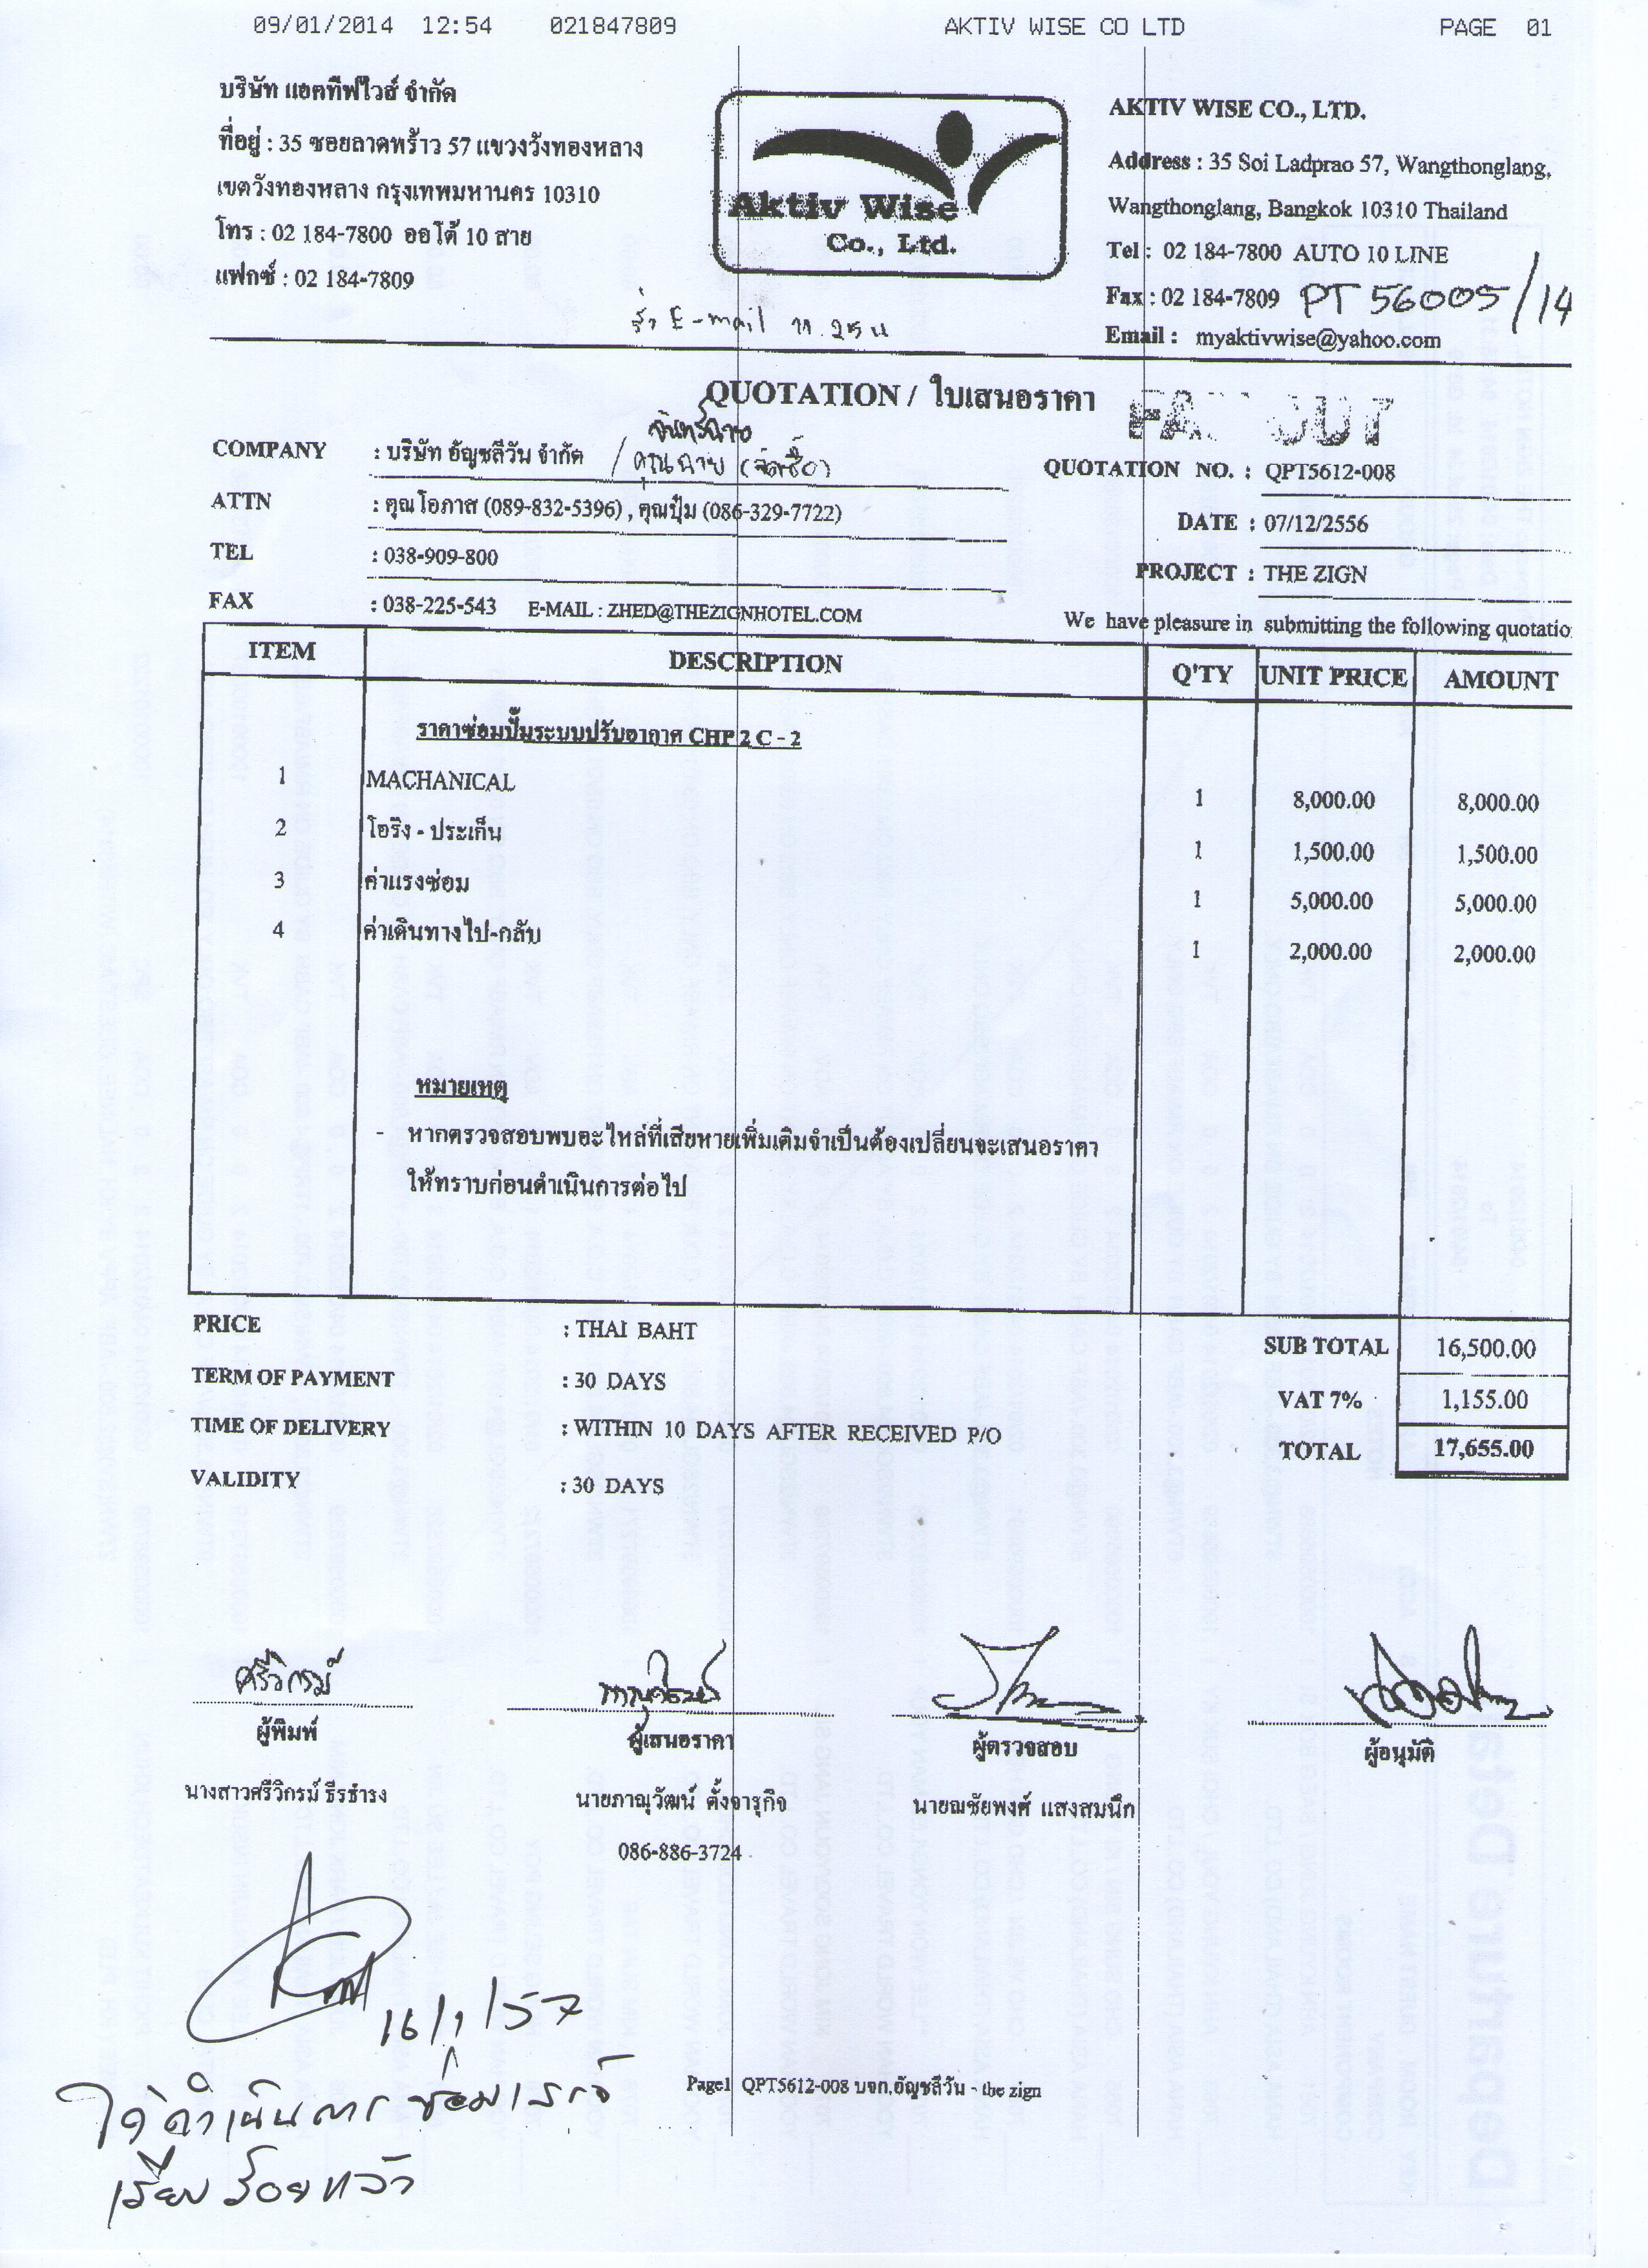 09/01/2014 12:54 021847809 AKTIV WISE CO LTD PAGE 01
บริษัท แอคทีฟไวส์ จำกัด
ที่อยู่ : 35 ซอยลาดพร้าว 57 แขวงวังทองหลาง
เขตวังทองหลาง กรุงเทพมหานคร 10310
โทร : 02 184-7800 ออโต้ 10 สาย
แฟกซ์ : 02 184-7809
Aktiv Wise
Co., Ltd.
AKTIV WISE CO., LTD.
Address : 35 Soi Ladprao 57, Wangthonglang,
Wangthonglang, Bangkok 10310 Thailand
Tel : 02 184-7800 AUTO 10 LINE
Fax : 02 184-7809 PT 56005/14
Email : myaktivwise@yahoo.com
E-mail
QUOTATION / ใบเสนอราคา
COMPANY : บริษัท อัญชลีวัน จำกัด / คุณฉาย (จัดซื้อ)
QUOTATION NO. : QPT5612-008
ATTN : คุณโอภาส (089-832-5396) , คุณปุ้ม (086-329-7722)
DATE : 07/12/2556
TEL : 038-909-800
PROJECT : THE ZIGN
FAX : 038-225-543 E-MAIL : ZHED@THEZIGNHOTEL.COM
We have pleasure in submitting the following quotatio
ITEM DESCRIPTION Q'TY UNIT PRICE AMOUNT
ราคาซ่อมปั๊มระบบปรับอากาศ CHP 2 C - 2
1 MACHANICAL 1 8,000.00 8,000.00
2 โอริง - ประเก็น 1 1,500.00 1,500.00
3 ค่าแรงซ่อม 1 5,000.00 5,000.00
4 ค่าเดินทางไป-กลับ 1 2,000.00 2,000.00
หมายเหตุ
- หากตรวจสอบพบอะไหล่ที่เสียหายเพิ่มเติมจำเป็นต้องเปลี่ยนจะเสนอราคา
ให้ทราบก่อนดำเนินการต่อไป
PRICE : THAI BAHT
SUB TOTAL 16,500.00
TERM OF PAYMENT : 30 DAYS
VAT 7% 1,155.00
TIME OF DELIVERY : WITHIN 10 DAYS AFTER RECEIVED P/O
TOTAL 17,655.00
VALIDITY : 30 DAYS
ศรีวิกรม์
ผู้พิมพ์ ผู้เสนอราคา ผู้ตรวจสอบ ผู้อนุมัติ
นางสาวศรีวิกรม์ ธีรธำรง นายภาณุวัฒน์ ตั้งจารุกิจ นายณชัยพงศ์ แสงสมนึก
086-886-3724
16/1/57
Page1 QPT5612-008 บจก.อัญชลีวัน - the zign
ได้ดำเนินการซ่อมเสร็จ
เรียบร้อยแล้ว